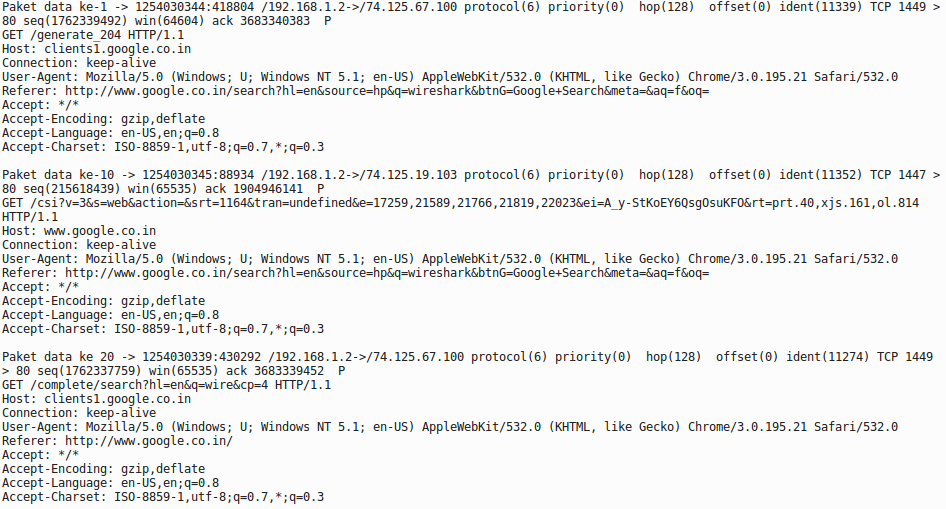 Paket data ke-1 -> 1254030344:418804 /192.168.1.2->/74.125.67.100 protocol(6) priority(0)  hop(128)  offset(0) ident(11339) TCP 1449 >
80 seq(1762339492) win(64604) ack 3683340383  P
GET /generate_204 HTTP/1.1
Host: clients1.google.co.in
Connection: keep-alive
User-Agent: Mozilla/5.0 (Windows; U; Windows NT 5.1; en-US) AppleWebKit/532.0 (KHTML, like Gecko) Chrome/3.0.195.21 Safari/532.0
Referer: http://www.google.co.in/search?hl=en&source=hp&q=wireshark&btnG=Google+Search&meta=&aq=f&oq=
Accept: */*
Accept-Encoding: gzip,deflate
Accept-Language: en-US,en;q=0.8
Accept-Charset: ISO-8859-1,utf-8;q=0.7,*;q=0.3

Paket data ke-10 -> 1254030345:88934 /192.168.1.2->/74.125.19.103 protocol(6) priority(0)  hop(128)  offset(0) ident(11352) TCP 1447 >
80 seq(215618439) win(65535) ack 1904946141  P
GET /csi?v=3&s=web&action=&srt=1164&tran=undefined&e=17259,21589,21766,21819,22023&ei=A_y-StKoEY6QsgOsuKFO&rt=prt.40,xjs.161,ol.814
HTTP/1.1
Host: www.google.co.in
Connection: keep-alive
User-Agent: Mozilla/5.0 (Windows; U; Windows NT 5.1; en-US) AppleWebKit/532.0 (KHTML, like Gecko) Chrome/3.0.195.21 Safari/532.0
Referer: http://www.google.co.in/search?hl=en&source=hp&q=wireshark&btnG=Google+Search&meta=&aq=f&oq=
Accept: */*
Accept-Encoding: gzip,deflate
Accept-Language: en-US,en;q=0.8
Accept-Charset: ISO-8859-1,utf-8;q=0.7,*;q=0.3

Paket data ke 20 -> 1254030339:430292 /192.168.1.2->/74.125.67.100 protocol(6) priority(0)  hop(128)  offset(0) ident(11274) TCP 1449
> 80 seq(1762337759) win(65535) ack 3683339452  P
GET /complete/search?hl=en&q=wire&cp=4 HTTP/1.1
Host: clients1.google.co.in
Connection: keep-alive
User-Agent: Mozilla/5.0 (Windows; U; Windows NT 5.1; en-US) AppleWebKit/532.0 (KHTML, like Gecko) Chrome/3.0.195.21 Safari/532.0
Referer: http://www.google.co.in/
Accept: */*
Accept-Encoding: gzip,deflate
Accept-Language: en-US,en;q=0.8
Accept-Charset: ISO-8859-1,utf-8;q=0.7,*;q=0.3